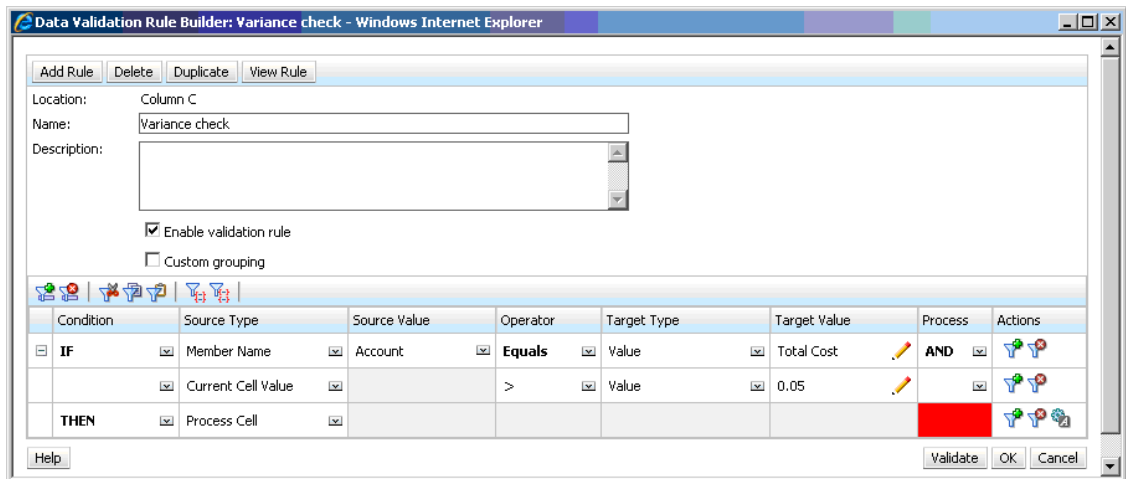 Data Validation Rule Builder: Variance check - Windows Internet Explorer
Add Rule Delete Duplicate View Rule
Location: Column C
Name: Variance check
Description:
Enable validation rule
Custom grouping
Condition Source Type Source Value Operator Target Type Target Value Process Actions
IF Member Name Account Equals Value Total Cost AND
Current Cell Value > Value 0.05
THEN Process Cell
Help Validate OK Cancel